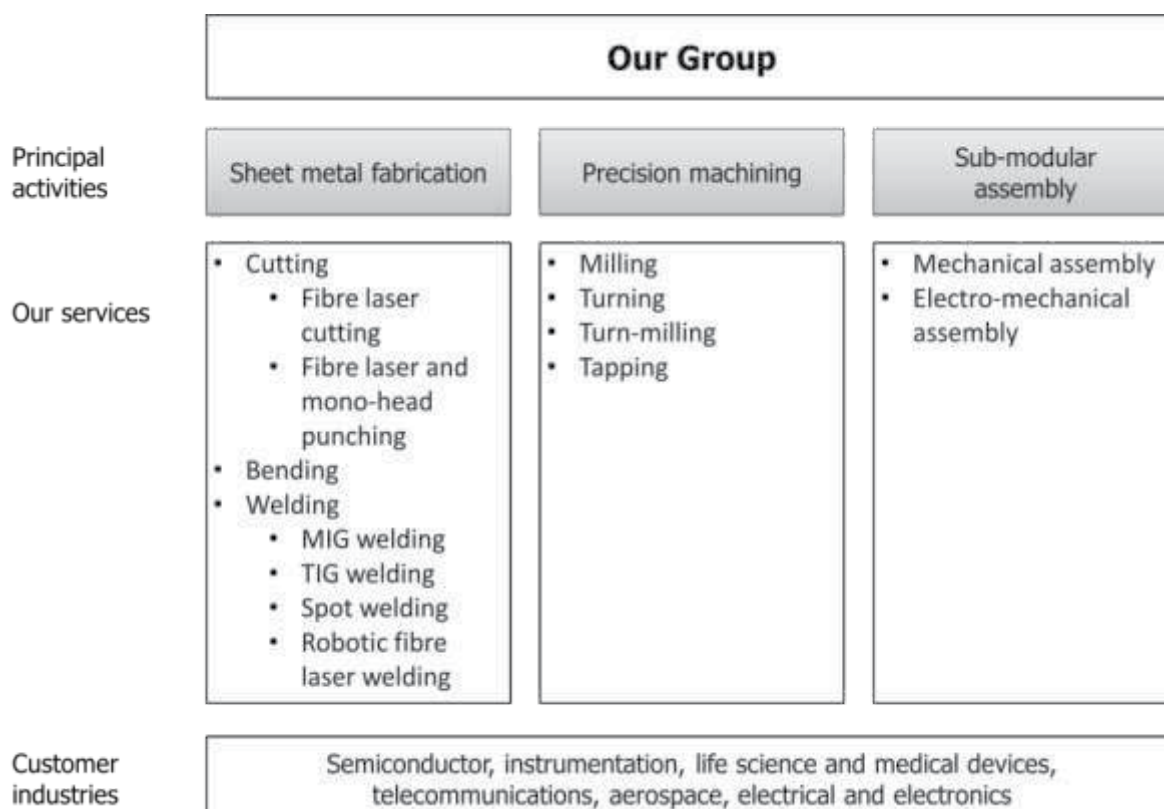 Our Group
Principal
activities
Sheet metal fabrication
Precision machining
Sub-modular
assembly
Our services
• Cutting
• Fibre laser
cutting
• Fibre laser and
mono-head
punching
• Bending
• Welding
• MIG welding
• TIG welding
• Spot welding
• Robotic fibre
laser welding
• Milling
• Turning
• Turn-milling
• Tapping
• Mechanical assembly
• Electro-mechanical
assembly
Customer
industries
Semiconductor, instrumentation, life science and medical devices,
telecommunications, aerospace, electrical and electronics